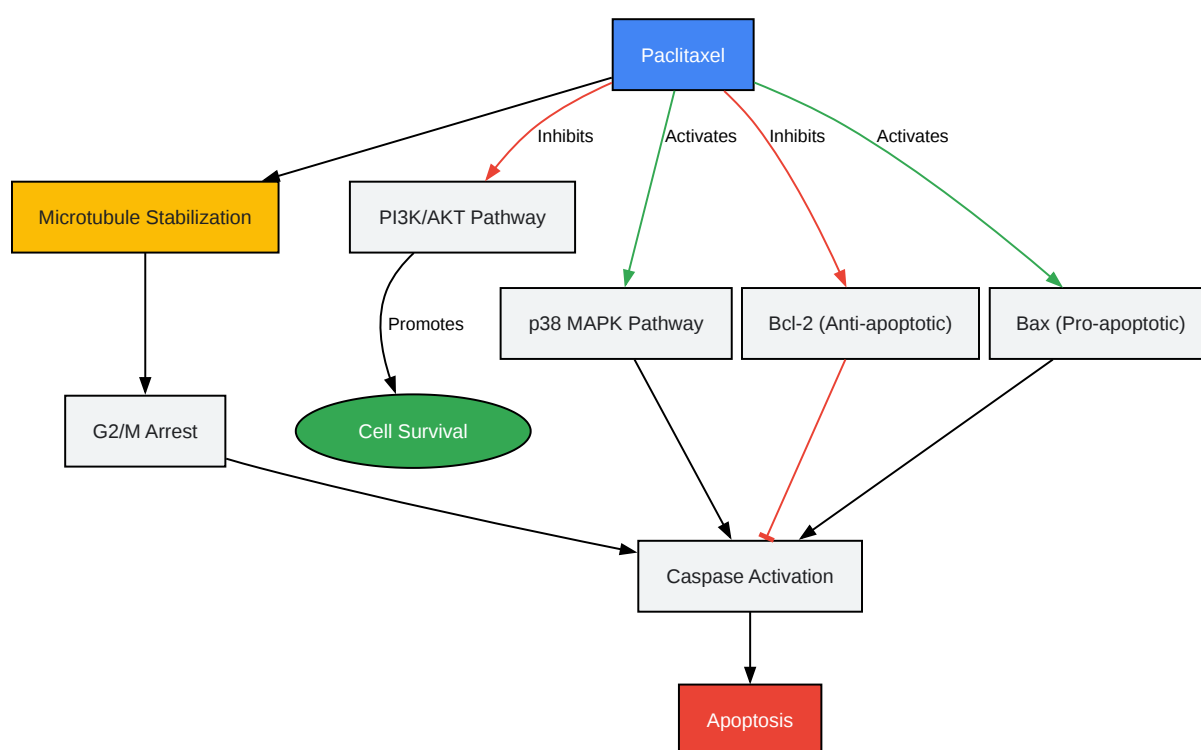 Paclitaxel
Inhibits
Activates
Inhibits
Activates
Microtubule Stabilization
PI3K/AKT Pathway
p38 MAPK Pathway
Bcl-2 (Anti-apoptotic)
Bax (Pro-apoptotic)
Promotes
G2/M Arrest
Cell Survival
Caspase Activation
Apoptosis